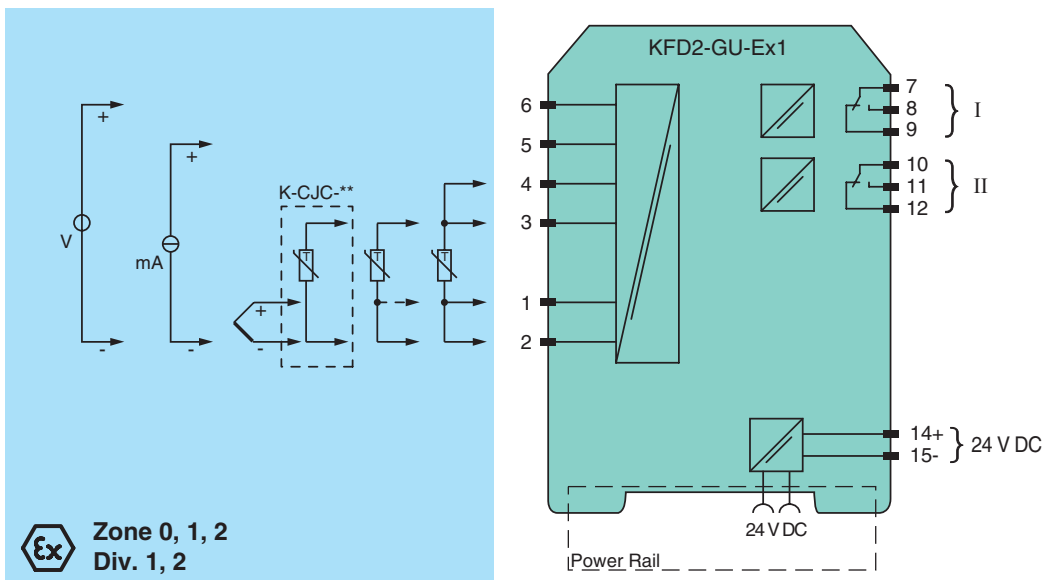 KFD2-GU-Ex1
6
5
4
3
1
2
7
8
9
I
10
11
12
II
14+
15-
24 V DC
24 V DC
Power Rail
+
V
-
+
mA
-
K-CJC-**
T
T
T
+
-
Ex
Zone 0, 1, 2
Div. 1, 2